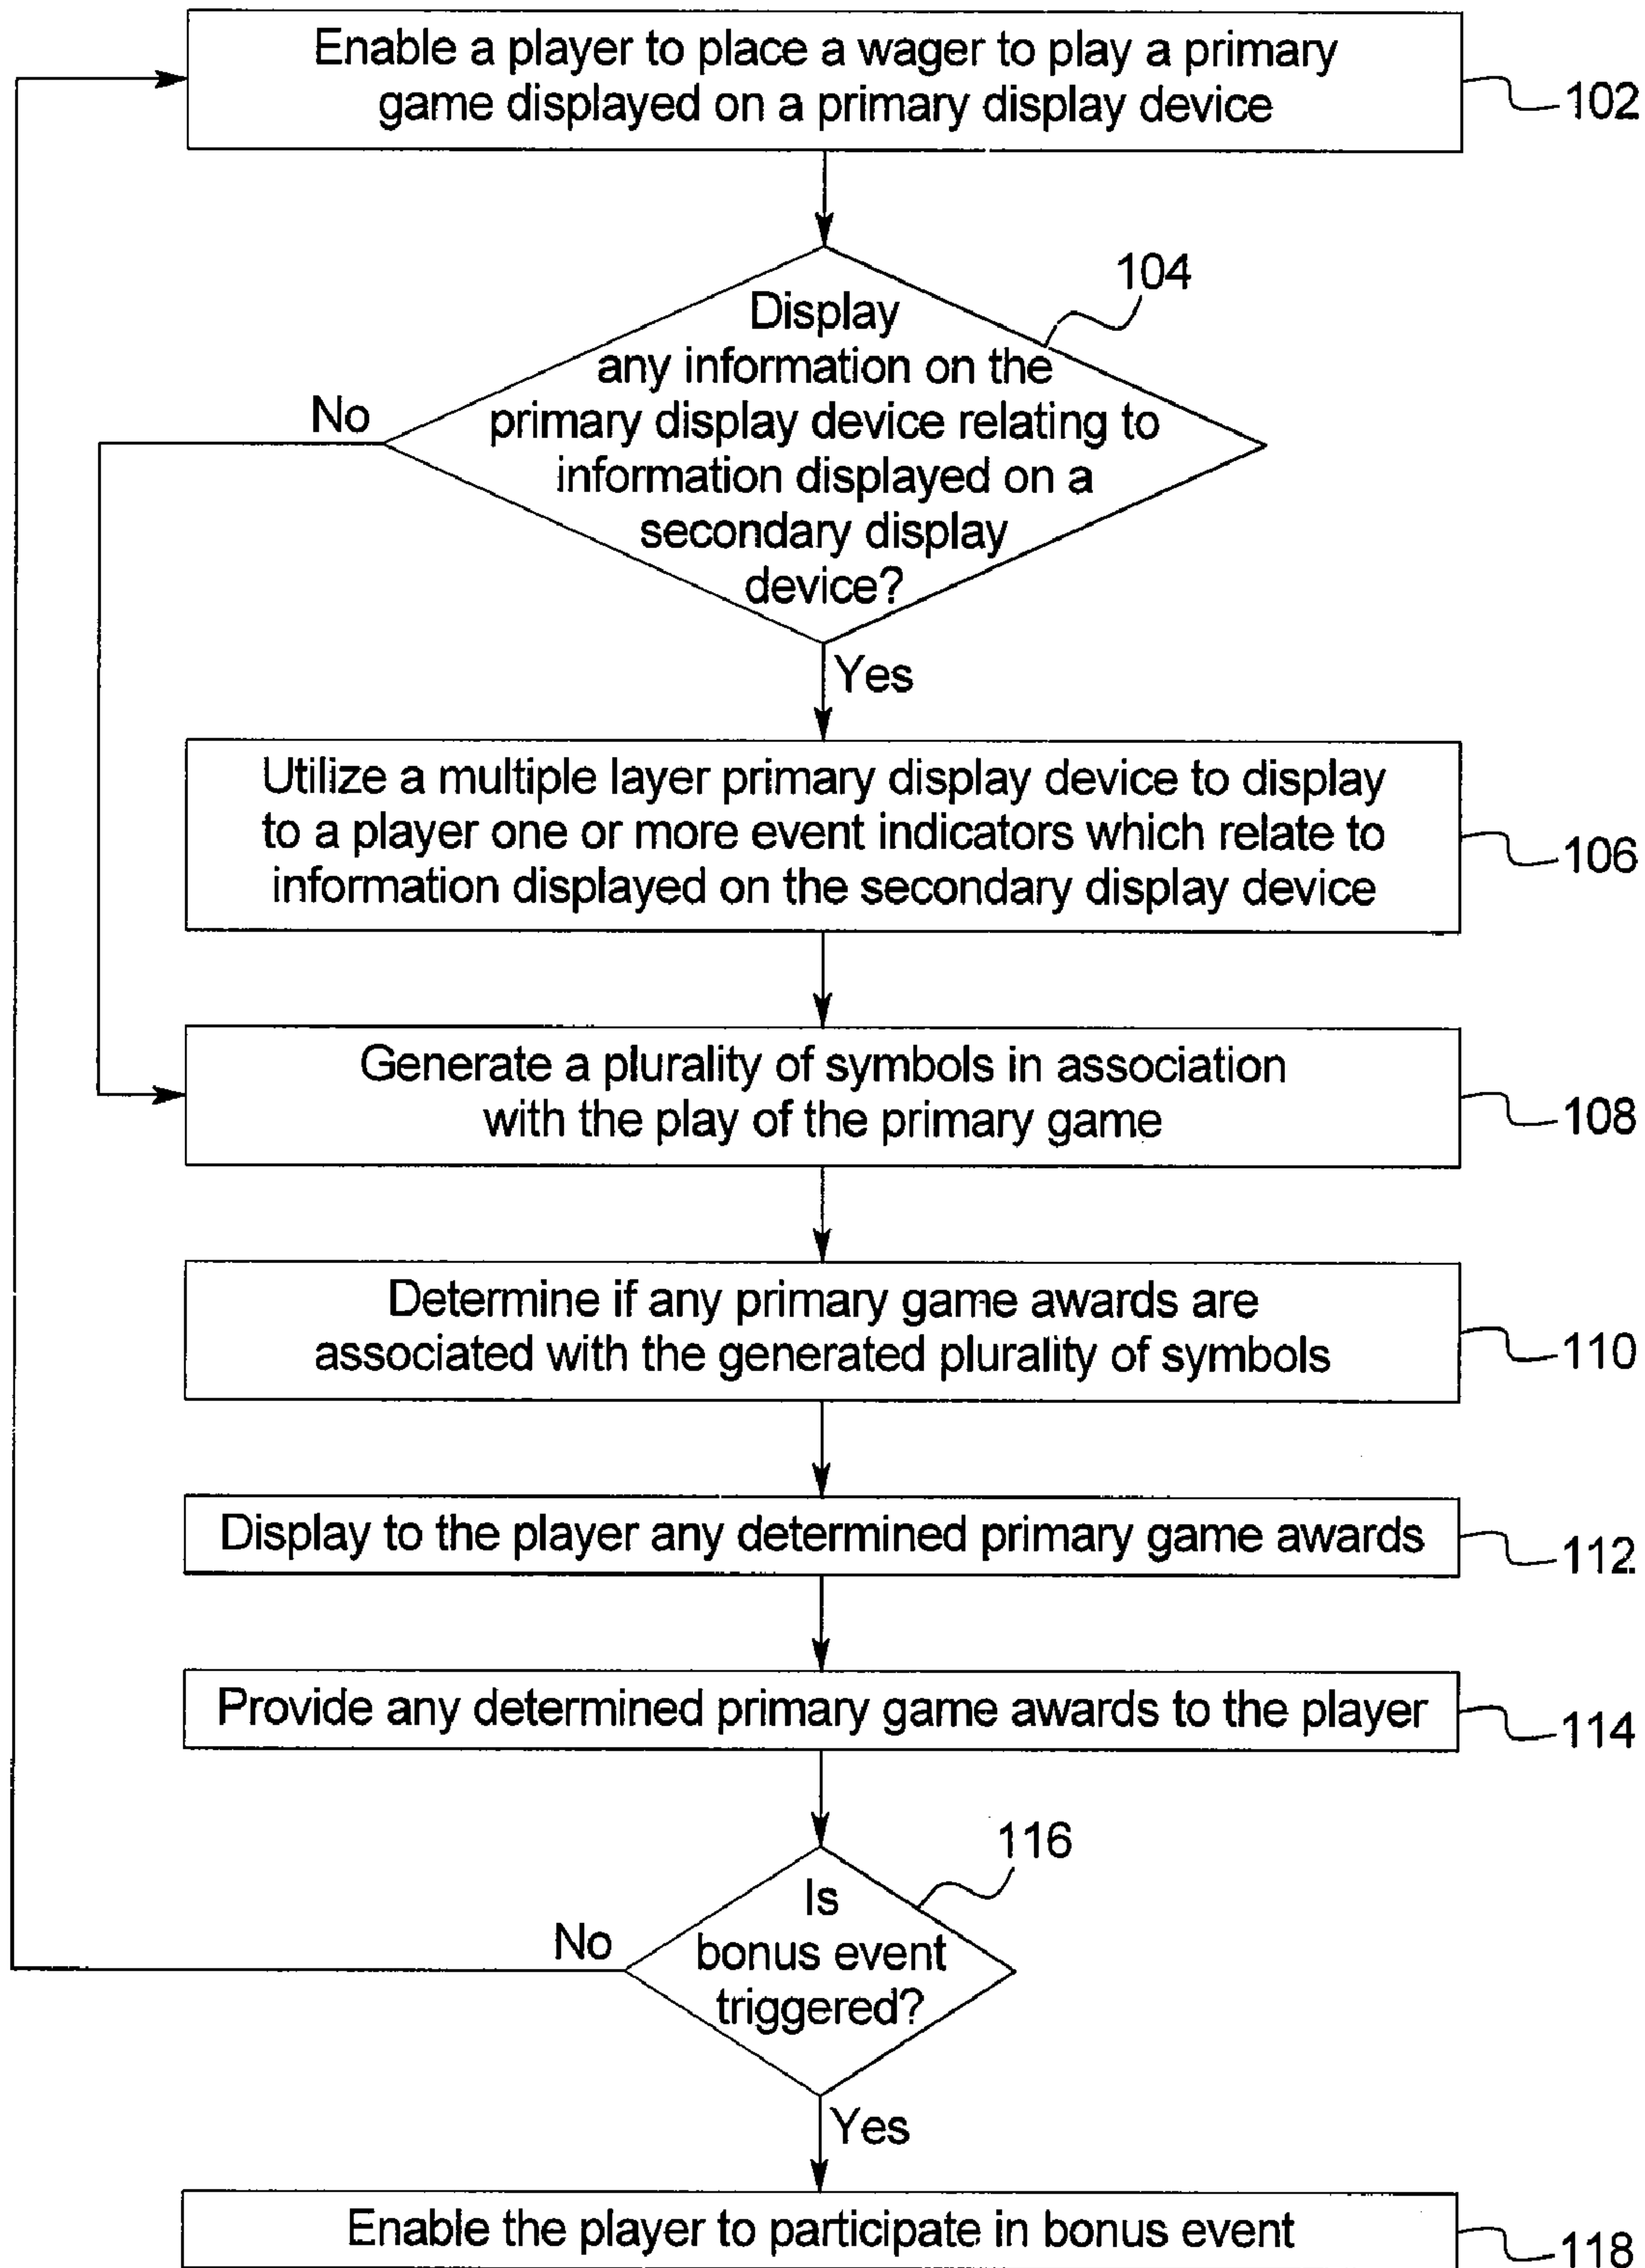 Enable a player to place a wager to play a primary
game displayed on a primary display device
102
104
Display
any information on the
primary display device relating to
information displayed on a
secondary display
device?
No
Yes
Utilize a multiple layer primary display device to display
to a player one or more event indicators which relate to
information displayed on the secondary display device
106
Generate a plurality of symbols in association
with the play of the primary game
108
Determine if any primary game awards are
associated with the generated plurality of symbols
110
Display to the player any determined primary game awards
112
Provide any determined primary game awards to the player
114
116
Is
bonus event
triggered?
No
Yes
Enable the player to participate in bonus event
118